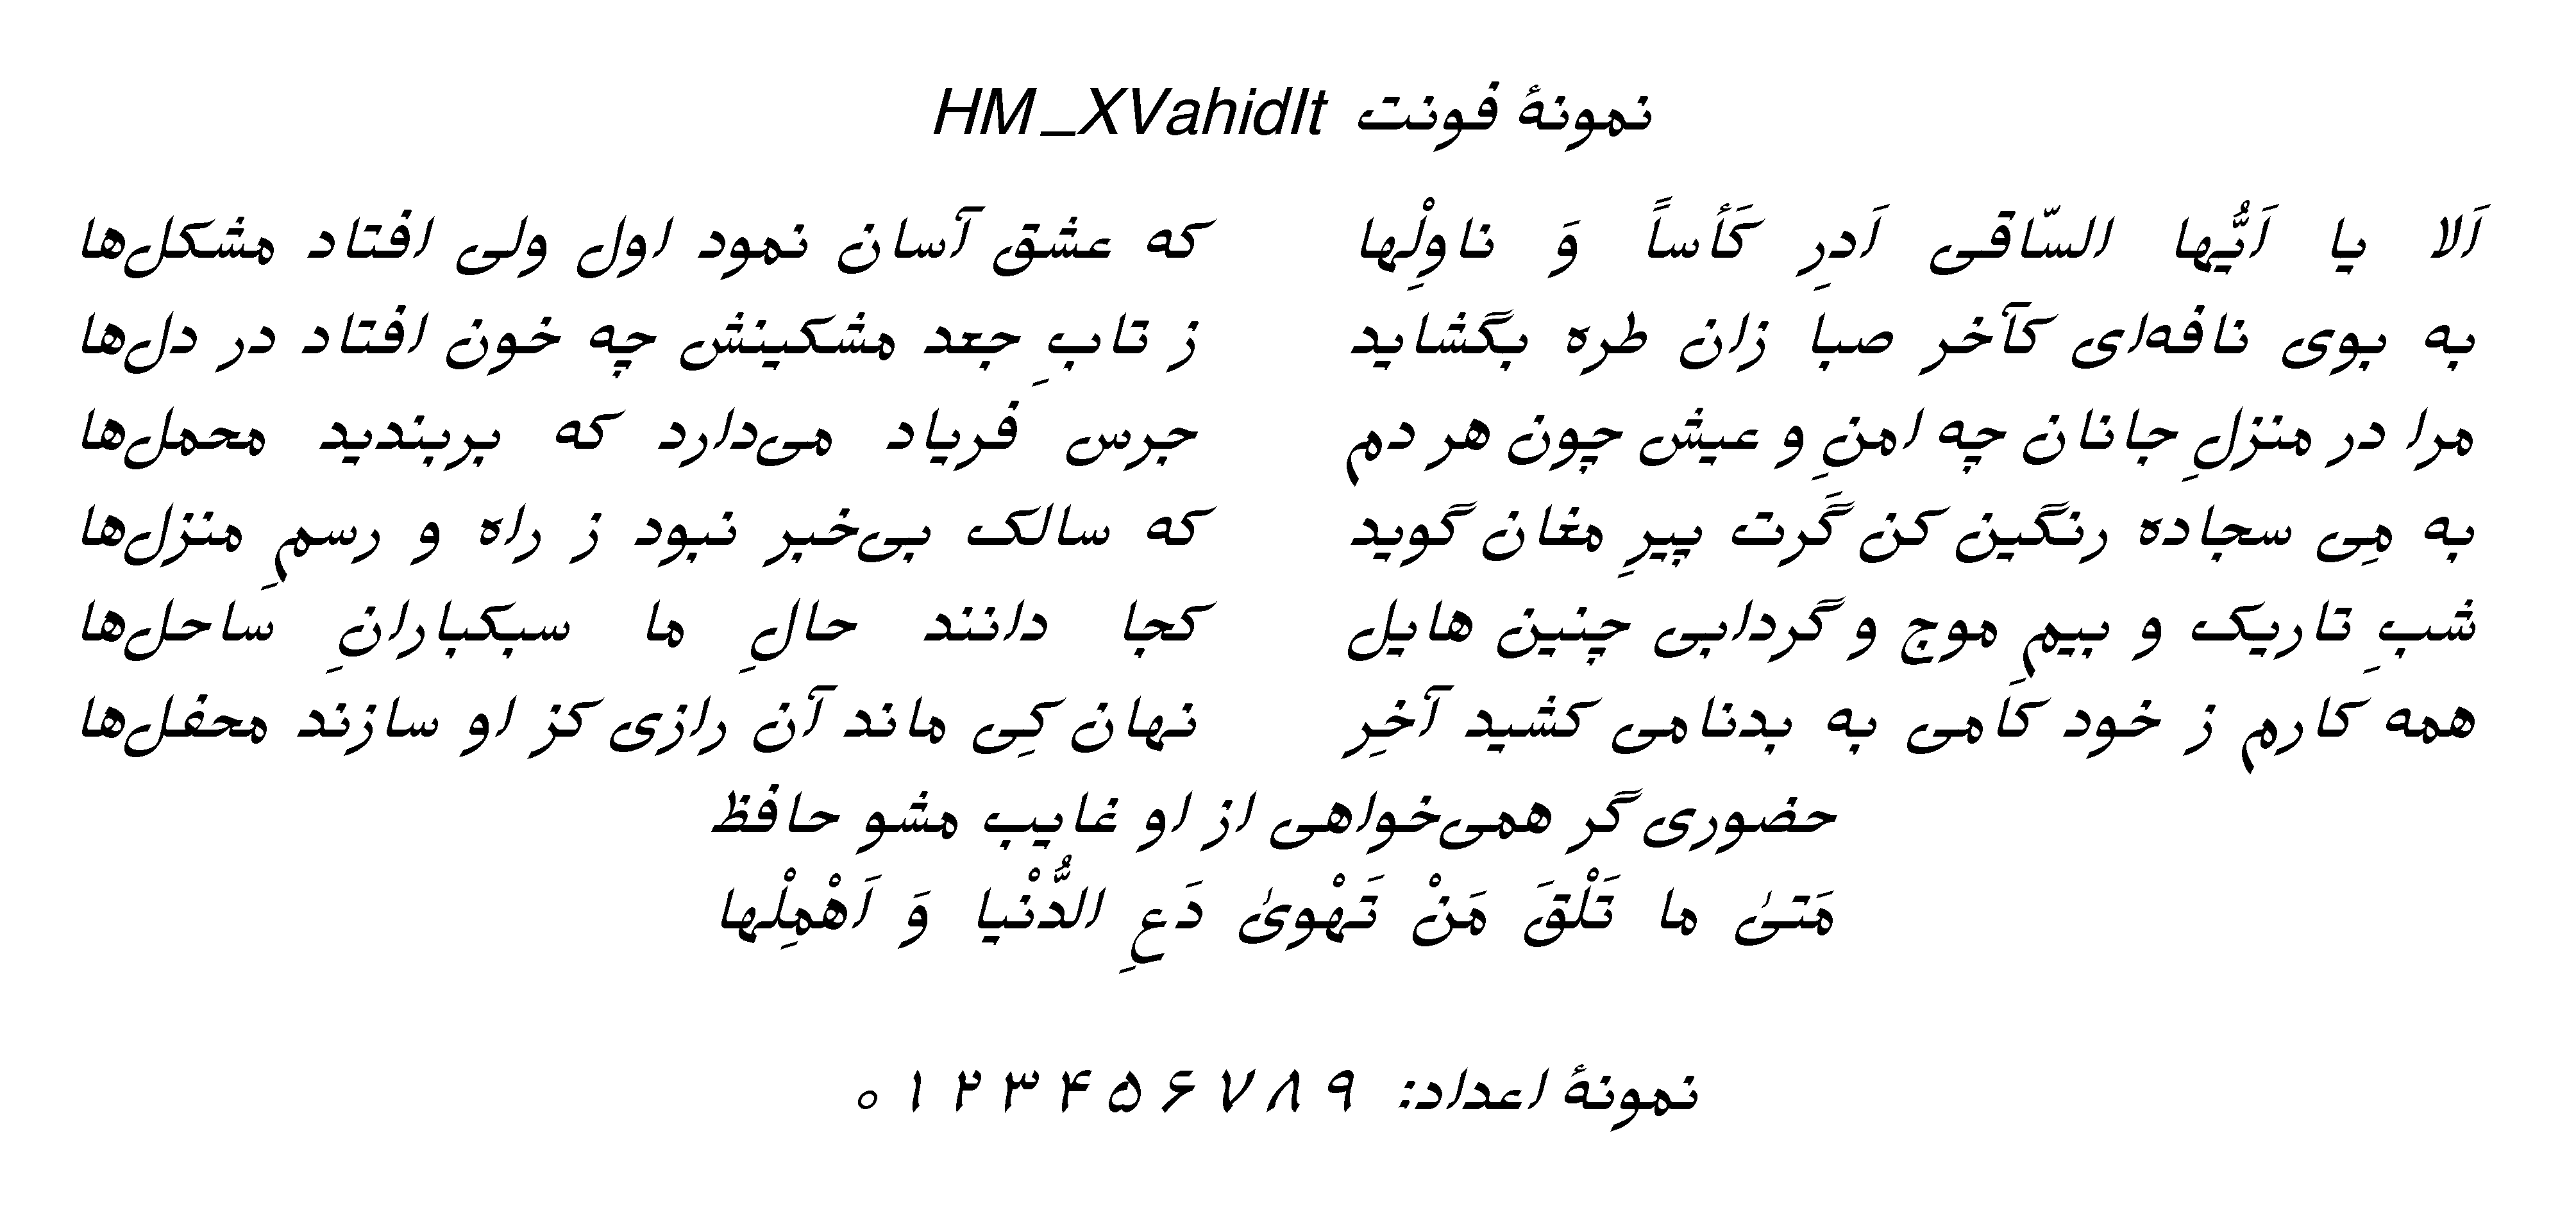 نمونهٔ فونت HM_XVahidIt
اَلا یا اَیُّها السّاقی اَدرِ کَأساً وَ ناوِلْها که عشق آسان نمود اول ولی افتاد مشکل‌ها
به بوی نافه‌ای کآخر صبا زان طره بگشاید ز تابِ جعد مشکینش چه خون افتاد در دل‌ها
مرا در منزلِ جانان چه امنِ و عیش چون هر دم جرس فریاد می‌دارد که بربندید محمل‌ها
به مِی سجاده رنگین کن گَرت پیرِ مغان گوید که سالک بی‌خبر نبود ز راه و رسمِ منزل‌ها
شبِ تاریک و بیمِ موج و گردابی چنین هایل کجا دانند حالِ ما سبکبارانِ ساحل‌ها
همه کارم ز خود کامی به بدنامی کشید آخِر نهان کِی ماند آن رازی کز او سازند محفل‌ها
حضوری گر همی‌خواهی از او غایب مشو حافظ
مَتیٰ ما تَلْقَ مَنْ تَهْویٰ دَعِ الدُّنْیا وَ اَهْمِلْها
نمونهٔ اعداد: ۹ ۸ ۷ ۶ ۵ ۴ ۳ ۲ ۱ ۰